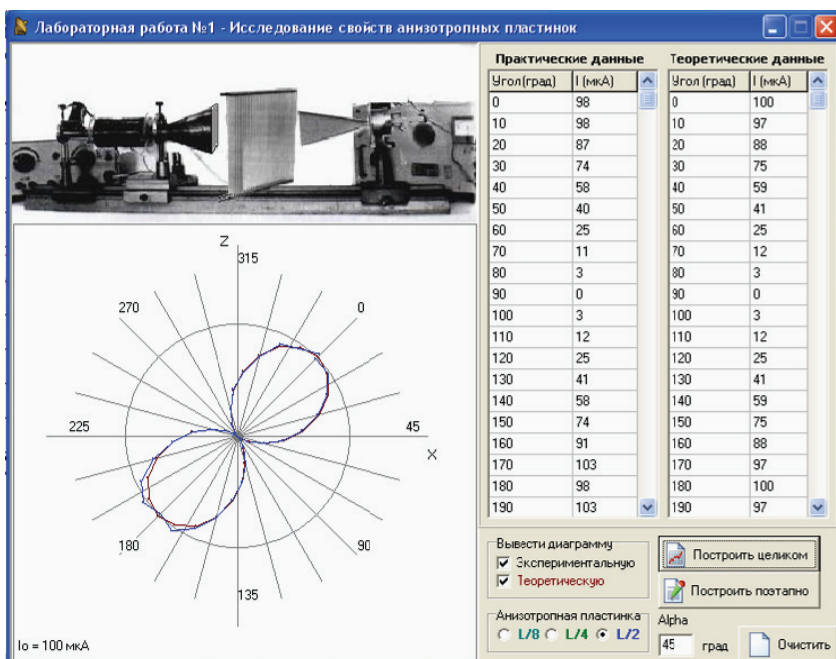 Лабораторная работа №1 - Исследование свойств анизотропных пластинок
Практические данные
Угол(град) I (мкА)
0 98
10 98
20 87
30 74
40 58
50 40
60 25
70 11
80 3
90 0
100 3
110 12
120 25
130 41
140 58
150 74
160 91
170 103
180 98
190 103
Теоретические данные
Угол (град) I (мкА)
0 100
10 97
20 88
30 75
40 59
50 41
60 25
70 12
80 3
90 0
100 3
110 12
120 25
130 41
140 59
150 75
160 88
170 97
180 100
190 97
Z
315
270
0
225
45
X
180
90
135
Io = 100 мкА
Вывести диаграмму
Экспериментальную
Теоретическую
Анизотропная пластинка
L/8 L/4 L/2
Построить целиком
Построить поэтапно
Alpha
45 град
Очистить